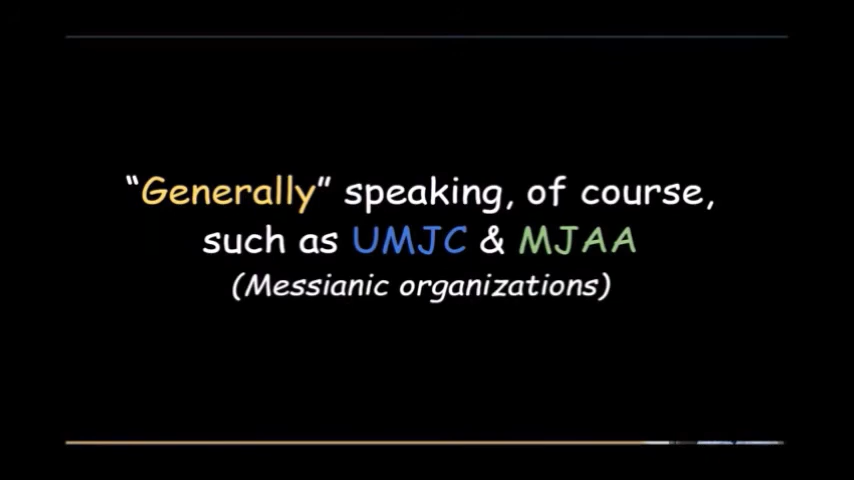 “Generally” speaking, of course,
such as UMJC & MJAA
(Messianic organizations)